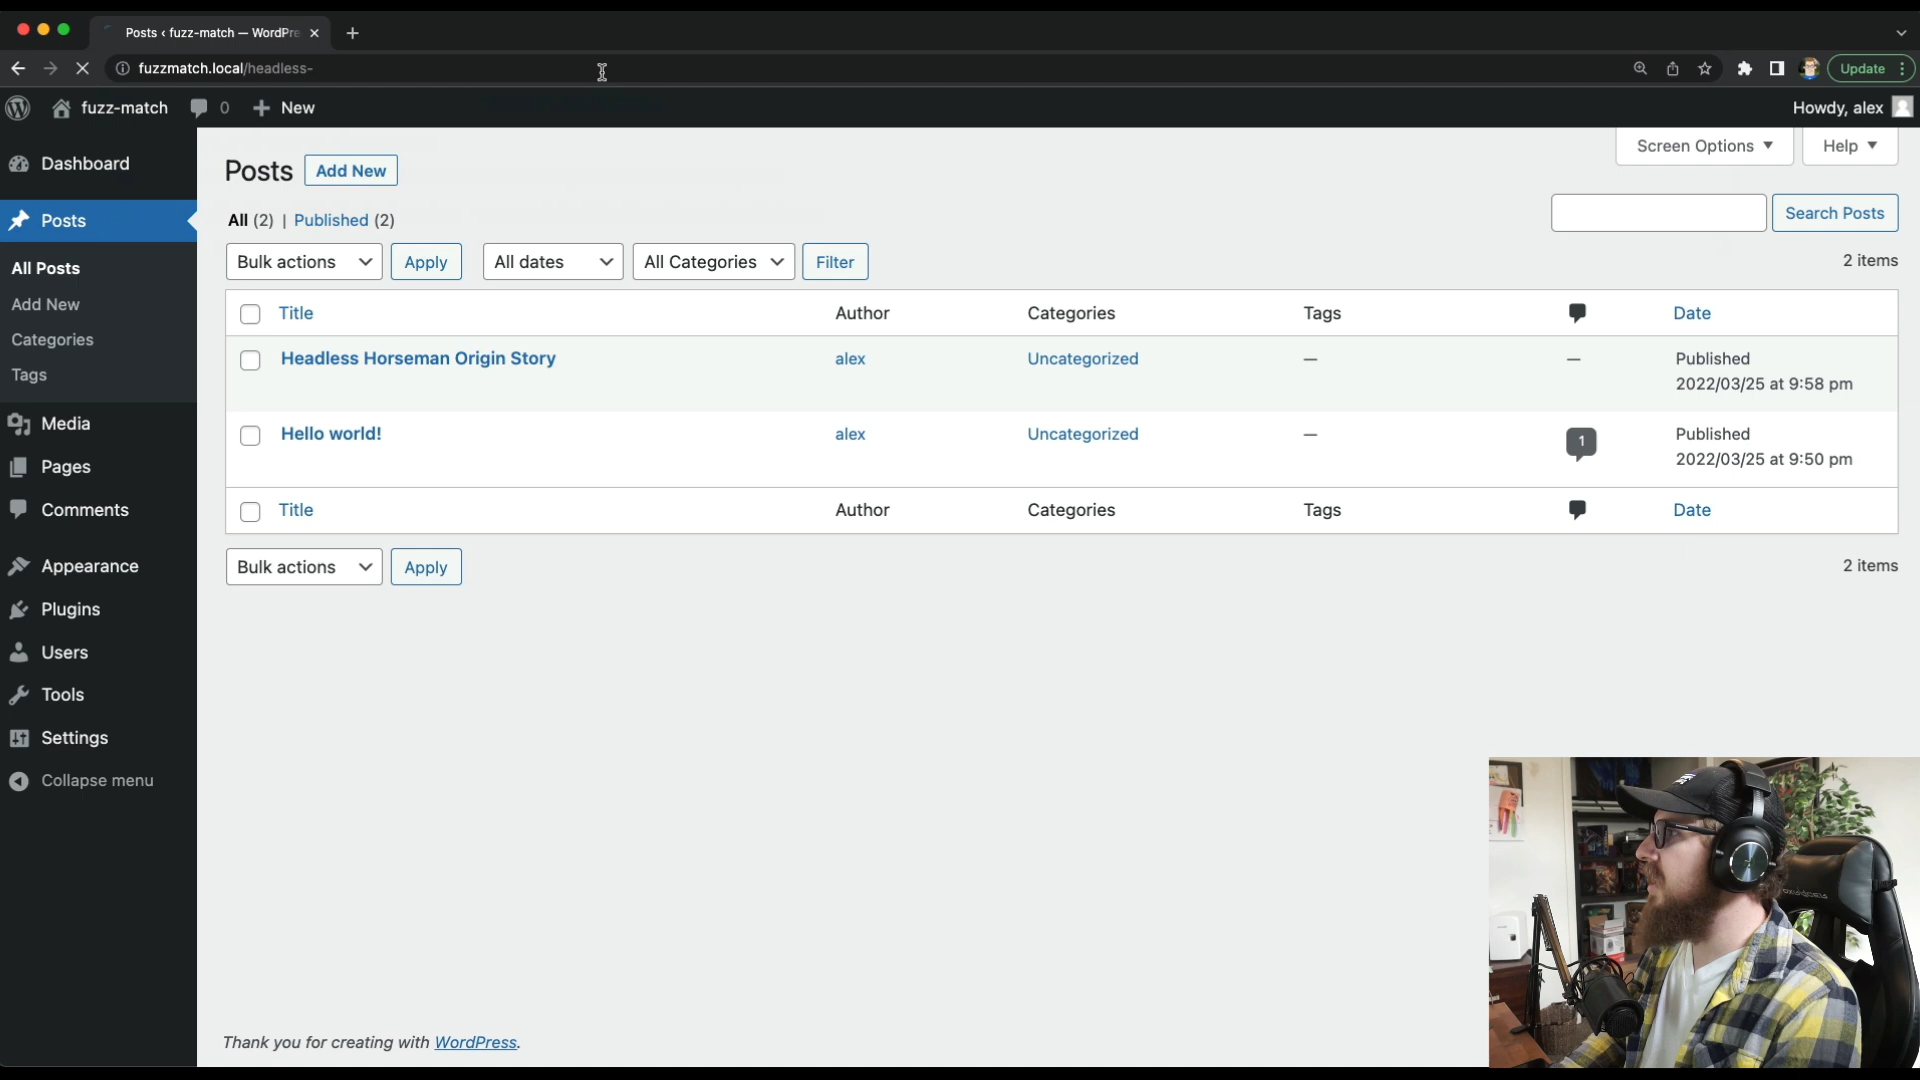 Posts ‹ fuzz-match — WordPre
fuzzmatch.local/headless-
Update
fuzz-match
0
New
Howdy, alex
Dashboard
Posts
All Posts
Add New
Categories
Tags
Media
Pages
Comments
Appearance
Plugins
Users
Tools
Settings
Collapse menu
Posts
Add New
Screen Options
Help
All (2) | Published (2)
Search Posts
Bulk actions
Apply
All dates
All Categories
Filter
2 items
Title Author Categories Tags Date
Headless Horseman Origin Story alex Uncategorized — — Published
2022/03/25 at 9:58 pm
Hello world! alex Uncategorized — 1 Published
2022/03/25 at 9:50 pm
Title Author Categories Tags Date
Bulk actions
Apply
2 items
Thank you for creating with WordPress.